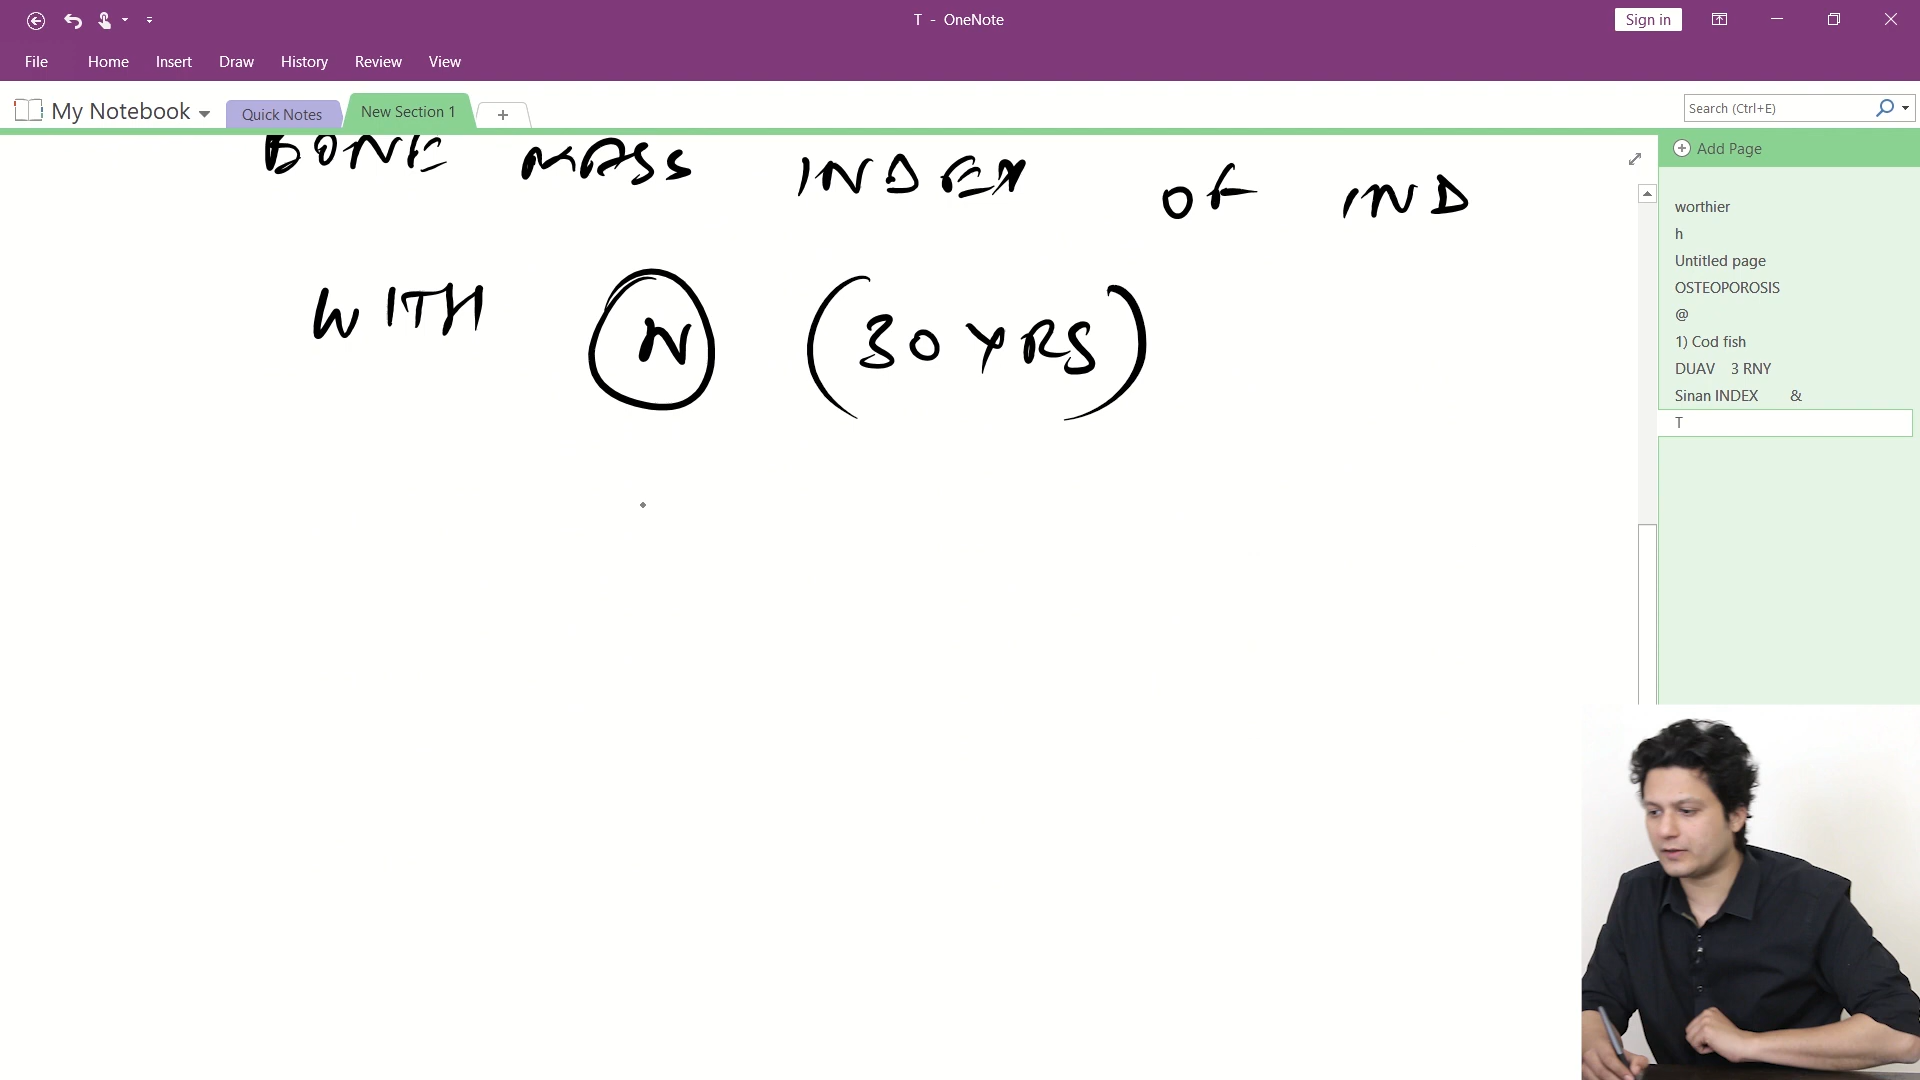 T - OneNote
Sign in
File Home Insert Draw History Review View
My Notebook
Quick Notes
New Section 1
Search (Ctrl+E)
Add Page
BONE MASS INDEX OF IND
WITH N (30 YRS)
worthier
h
Untitled page
OSTEOPOROSIS
@
1) Cod fish
DUAV 3 RNY
Sinan INDEX &
T